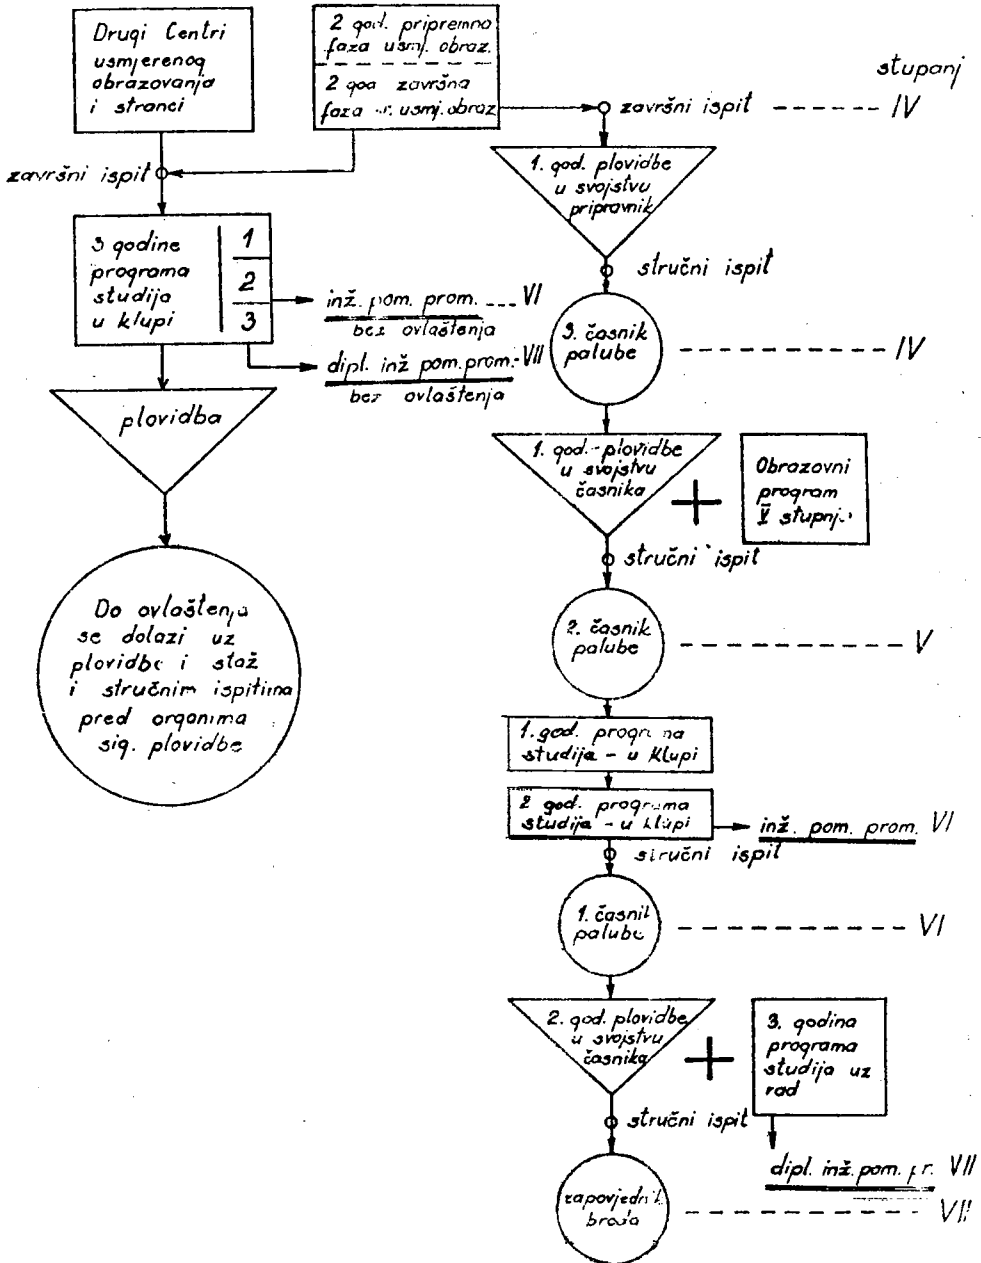 Drugi Centri
usmjerenog
obrazovanja
i stranci
2 god. pripremna
faza usmj. obraz.
2 god završna
faza usmj. obraz
završni ispit
stupanj
IV
završni ispit
1. god. plovidbe
u svojstvu
pripravnik
stručni ispit
3 godine
programa
studija
u klupi
1
2
3
inž. pom. prom. VI
bez ovlaštenja
dipl. inž pom. prom. VII
bez ovlaštenja
3. časnik
palube
IV
plovidba
1. god. plovidbe
u svojstvu
časnika
+
Obrazovni
program
V
stručni ispit
Do ovlaštenja
se dolazi uz
plovidbe i staž
i stručnim ispitima
pred organima
sig. plovidbe
2. časnik
palube
V
1. god.
studija - u klupi
2 god. programa
studija - u klupi
inž. pom. prom. VI
stručni ispit
1.
palube
VI
2. god. plovidbe
u svojstvu
časnika
+
3. godina
programa
studija uz
rad
stručni ispit
dipl. inž. pom. pr. VII
broda
VII